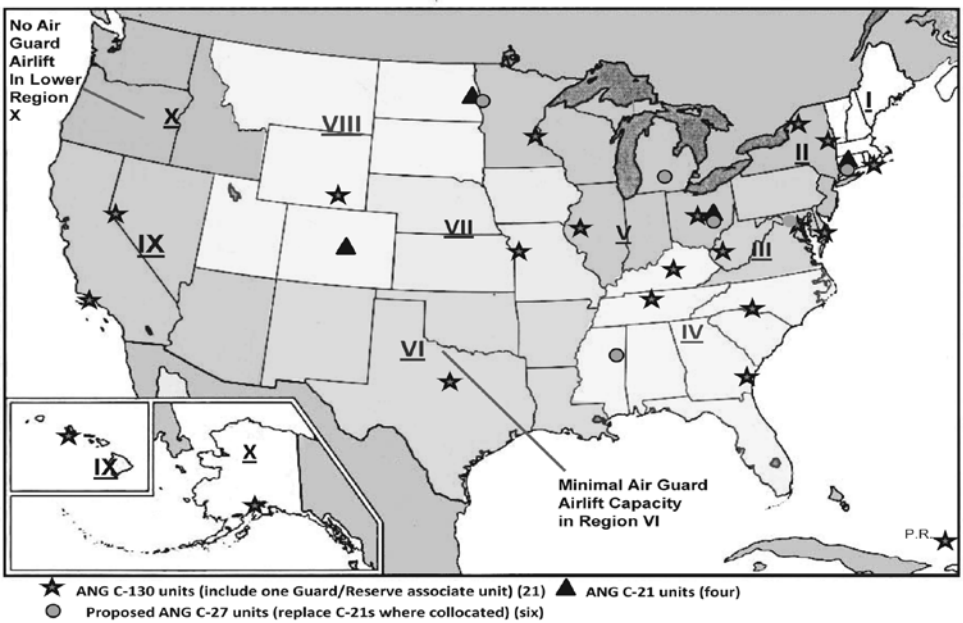 No Air
Guard
Airlift
In Lower
Region
X
X
VIII
I
II
IX
VII
V
III
VI
IV
IX
X
Minimal Air Guard
Airlift Capacity
in Region VI
P.R.
ANG C-130 units (include one Guard/Reserve associate unit) (21) ANG C-21 units (four)
Proposed ANG C-27 units (replace C-21s where collocated) (six)